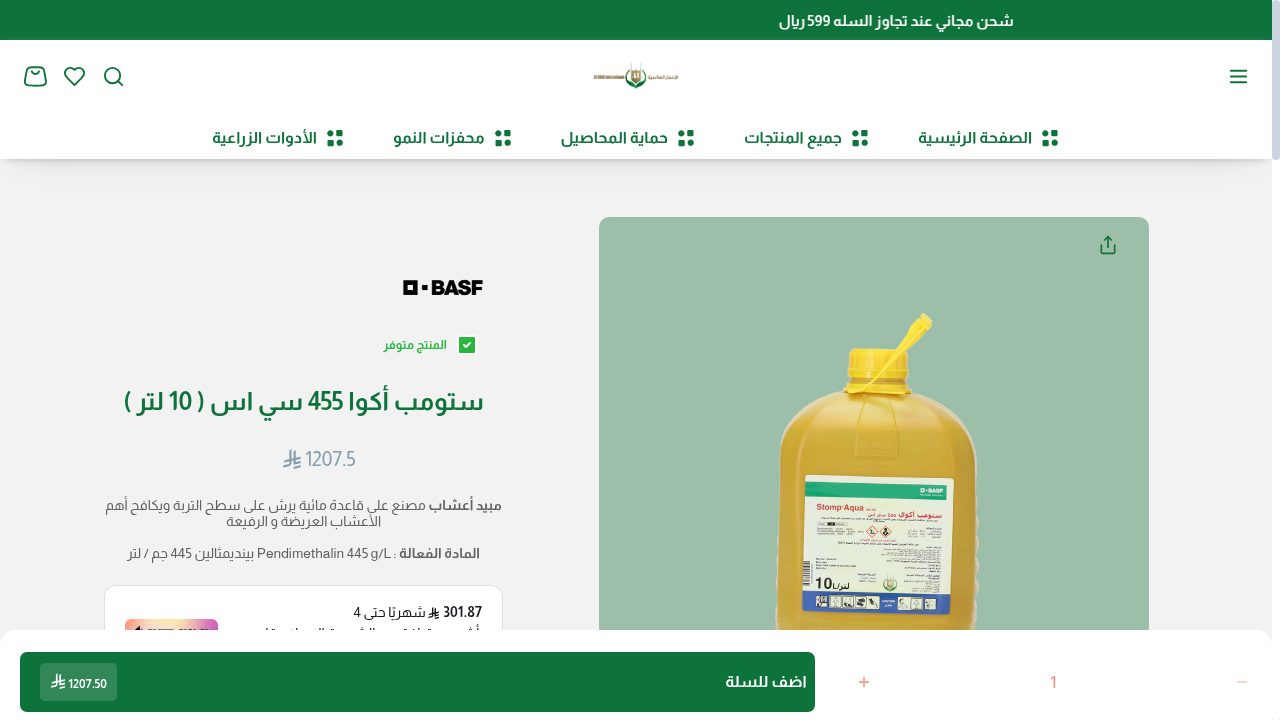 شحن مجاني عند تجاوز السله 599 ريال
الصفحة الرئيسية
جميع المنتجات
حماية المحاصيل
محفزات النمو
الأدوات الزراعية
BASF
المنتج متوفر
ستومب أكوا 455 سي اس ( 10 لتر )
1207.5
مبيد أعشاب مصنع على قاعدة مائية يرش على سطح التربة ويكافح أهم
الأعشاب العريضة و الرفيعة
المادة الفعالة : Pendimethalin 445 g/L بينديميثالين 445 جم / لتر
301.87 شهريًا حتى 4
BASF
Stomp® Aqua
ستومب أكوا
10 لتر/L
1
اضف للسلة
1207.50